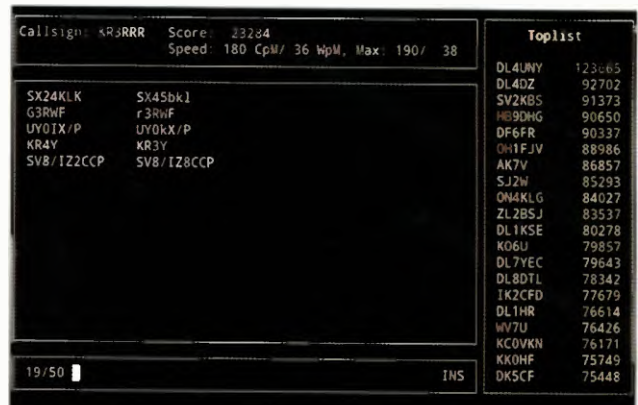 Callsign: KR3RRR Score: 23284
Speed: 180 CpM/ 36 WpM, Max: 190/ 38
SX24KLK SX45bkl
G3RWF r3RWF
UY0IX/P UY0kX/P
KR4Y KR3Y
SV8/IZ2CCP SV8/IZ8CCP
19/50 INS
Toplist
DL4UNY
DL4DZ 92702
SV2KBS 91373
HB9DHG 90650
DF6FR 90337
OH1FJV 88986
AK7V 86857
SJ2W 85293
ON4KLG 84027
ZL2BSJ 83537
DL1KSE 80278
KO6U 79857
DL7YEC 79643
DL8DTL 78342
IK2CFD 77679
DL1HR 76614
WV7U 76426
KC0VKN 76171
KK0HF 75749
DK5CF 75448